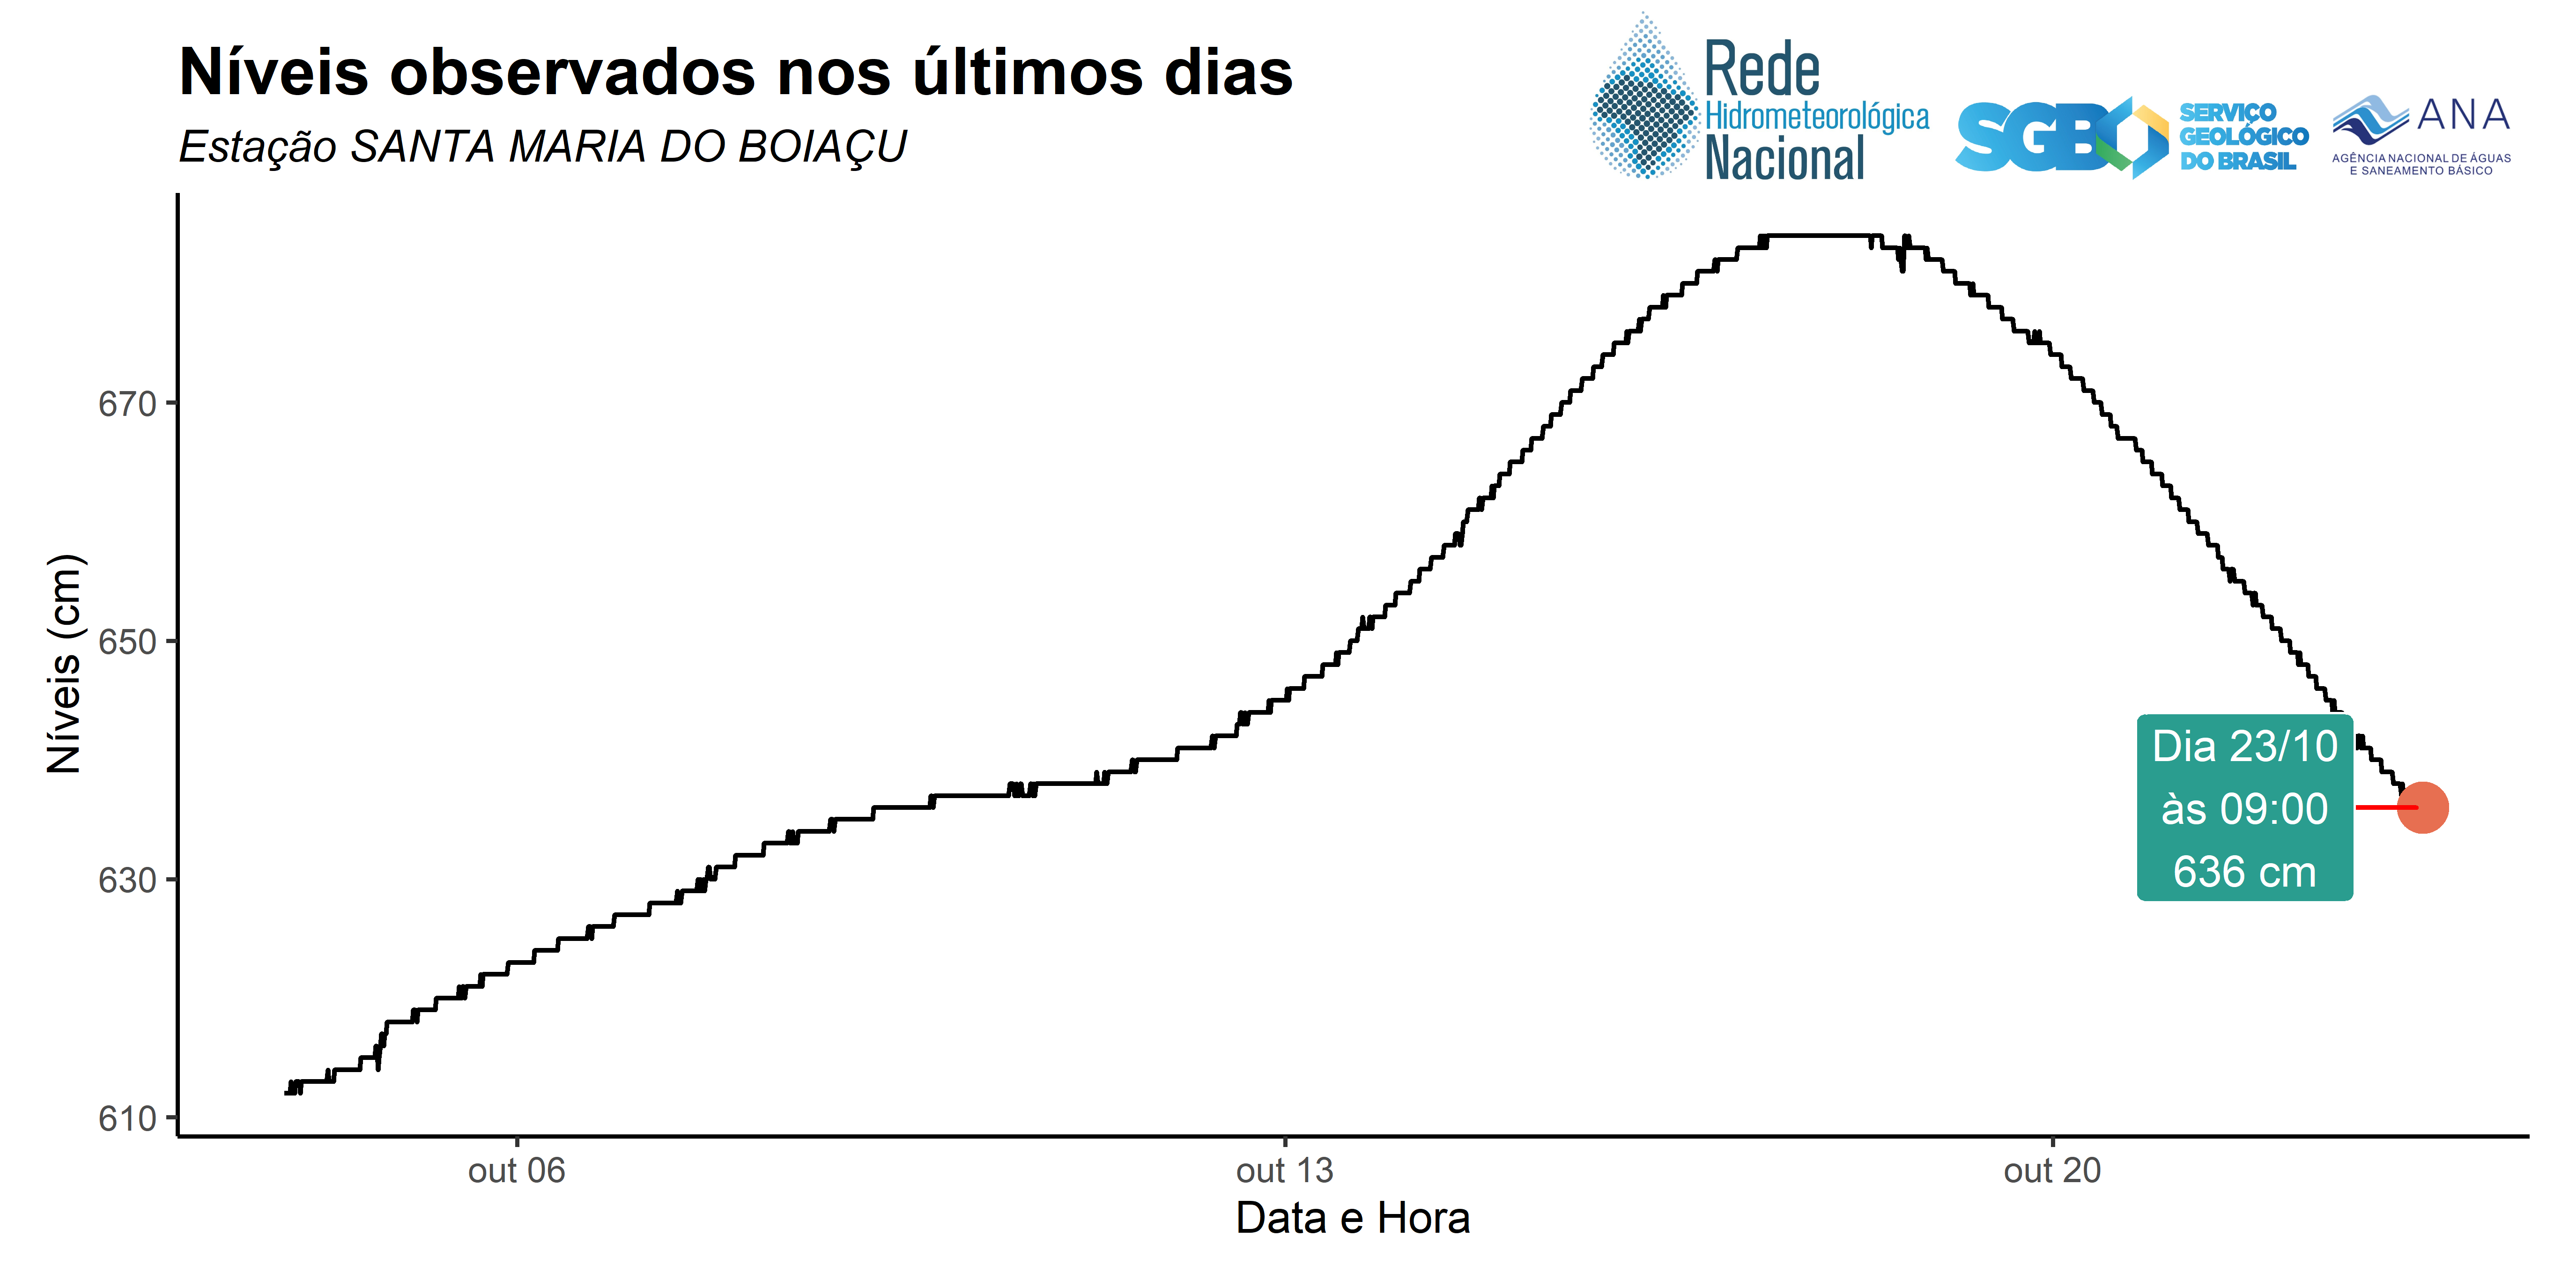 Níveis observados nos últimos dias
Estação SANTA MARIA DO BOIAÇU
Rede
Hidrometeorológica
Nacional
SGB
SERVIÇO
GEOLÓGICO
DO BRASIL
ANA
AGÊNCIA NACIONAL DE ÁGUAS
E SANEAMENTO BÁSICO
Níveis (cm)
670
650
630
610
Dia 23/10
às 09:00
636 cm
out 06
out 13
out 20
Data e Hora